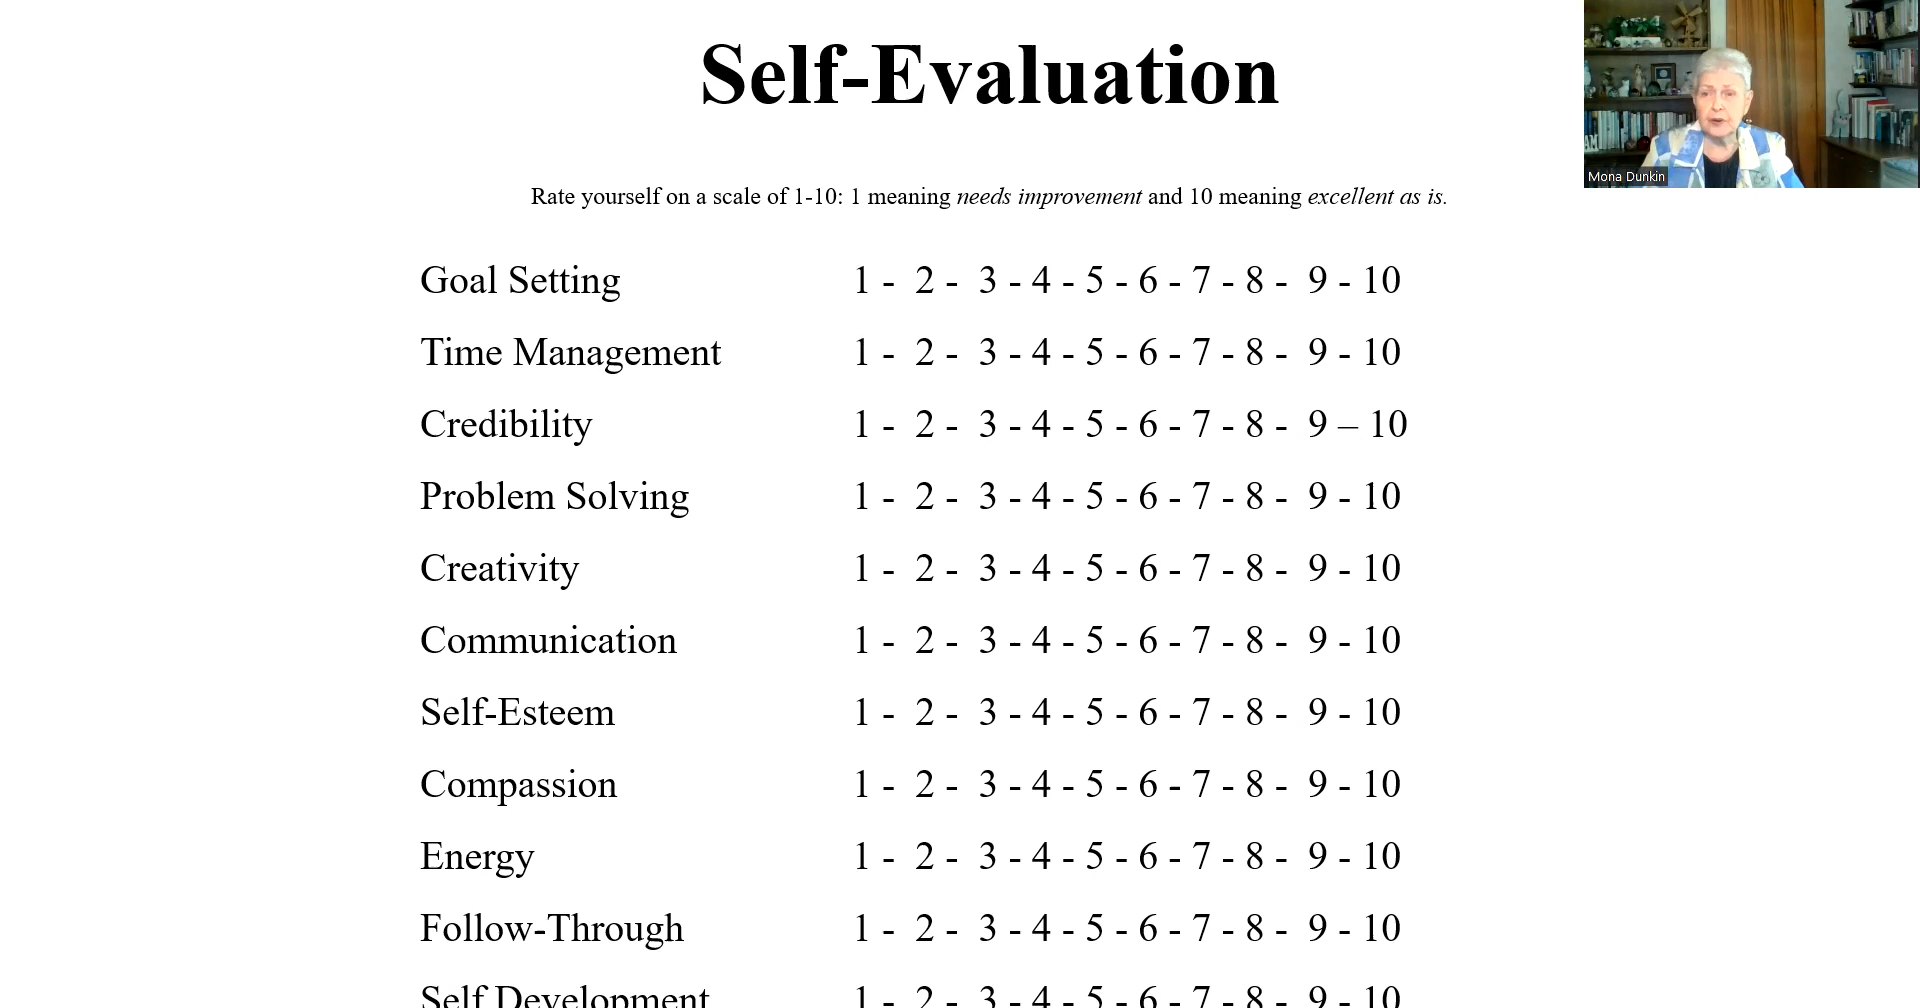 Self-Evaluation
Mona Dunkin
Rate yourself on a scale of 1-10: 1 meaning needs improvement and 10 meaning excellent as is.
Goal Setting 1 - 2 - 3 - 4 - 5 - 6 - 7 - 8 - 9 - 10
Time Management 1 - 2 - 3 - 4 - 5 - 6 - 7 - 8 - 9 - 10
Credibility 1 - 2 - 3 - 4 - 5 - 6 - 7 - 8 - 9 – 10
Problem Solving 1 - 2 - 3 - 4 - 5 - 6 - 7 - 8 - 9 - 10
Creativity 1 - 2 - 3 - 4 - 5 - 6 - 7 - 8 - 9 - 10
Communication 1 - 2 - 3 - 4 - 5 - 6 - 7 - 8 - 9 - 10
Self-Esteem 1 - 2 - 3 - 4 - 5 - 6 - 7 - 8 - 9 - 10
Compassion 1 - 2 - 3 - 4 - 5 - 6 - 7 - 8 - 9 - 10
Energy 1 - 2 - 3 - 4 - 5 - 6 - 7 - 8 - 9 - 10
Follow-Through 1 - 2 - 3 - 4 - 5 - 6 - 7 - 8 - 9 - 10
Self Development 1 - 2 - 3 - 4 - 5 - 6 - 7 - 8 - 9 - 10